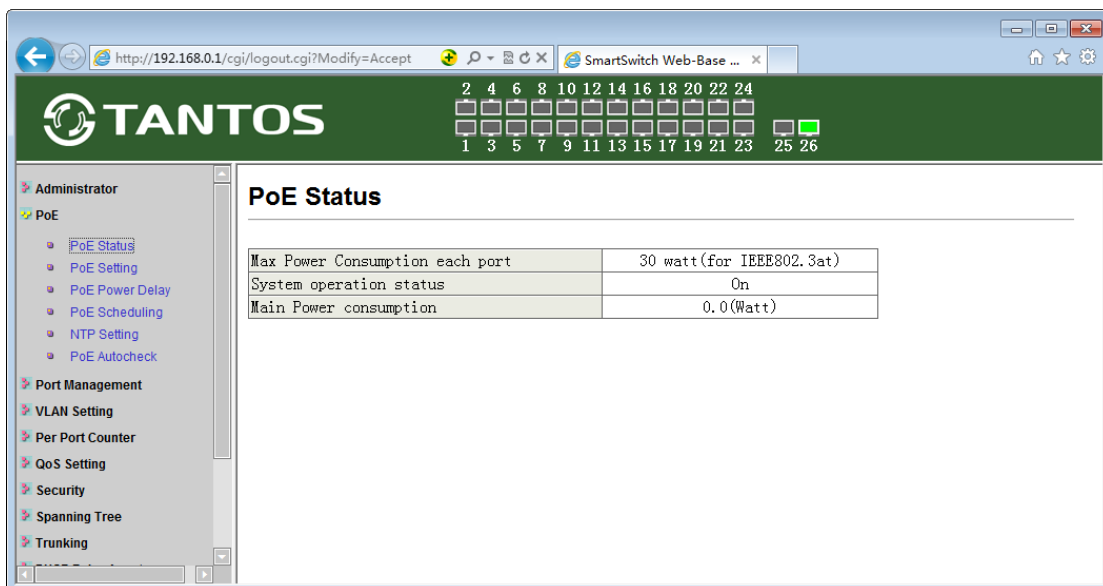 http://192.168.0.1/cgi/logout.cgi?Modify=Accept
SmartSwitch Web-Base ...
TANTOS
2 4 6 8 10 12 14 16 18 20 22 24
1 3 5 7 9 11 13 15 17 19 21 23 25 26
Administrator
PoE
PoE Status
PoE Setting
PoE Power Delay
PoE Scheduling
NTP Setting
PoE Autocheck
Port Management
VLAN Setting
Per Port Counter
QoS Setting
Security
Spanning Tree
Trunking
PoE Status
Max Power Consumption each port 30 watt(for IEEE802.3at)
System operation status On
Main Power consumption 0.0(Watt)